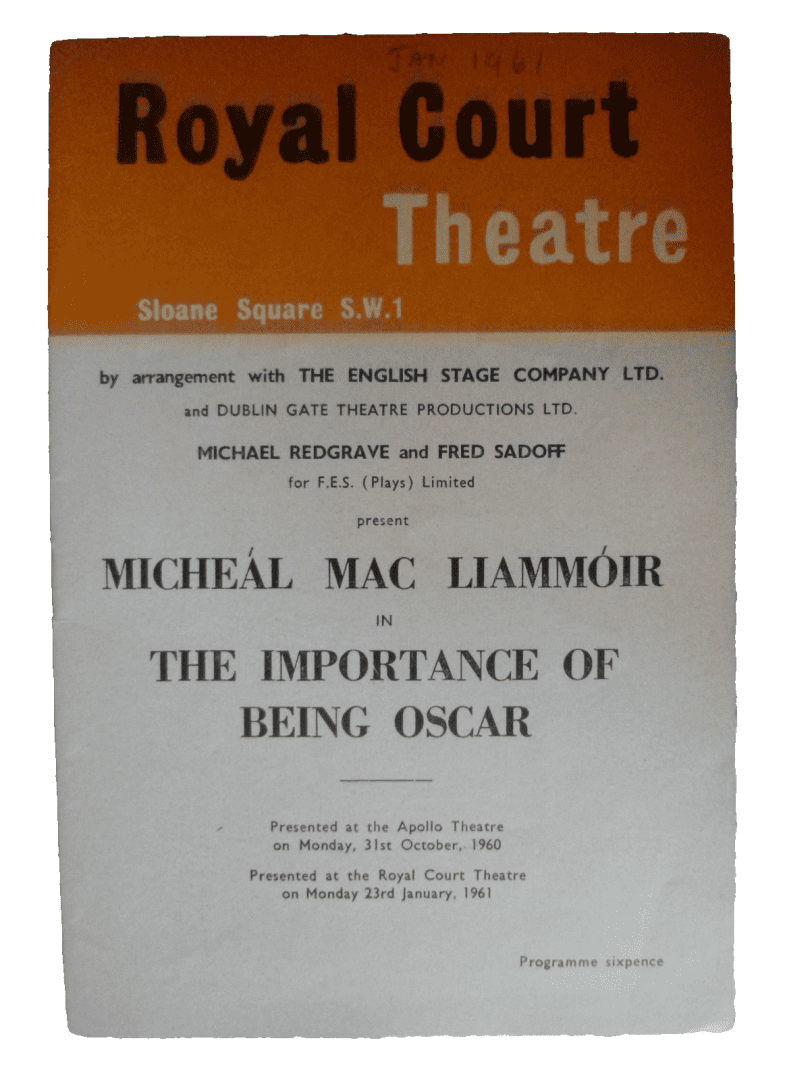 JAN 1961
Royal Court
Theatre
Sloane Square S.W.1
by arrangement with THE ENGLISH STAGE COMPANY LTD.
and DUBLIN GATE THEATRE PRODUCTIONS LTD.
MICHAEL REDGRAVE and FRED SADOFF
for F.E.S. (Plays) Limited
present
MICHEÁL MAC LIAMMÓIR
IN
THE IMPORTANCE OF
BEING OSCAR
Presented at the Apollo Theatre
on Monday, 31st October, 1960
Presented at the Royal Court Theatre
on Monday 23rd January, 1961
Programme sixpence